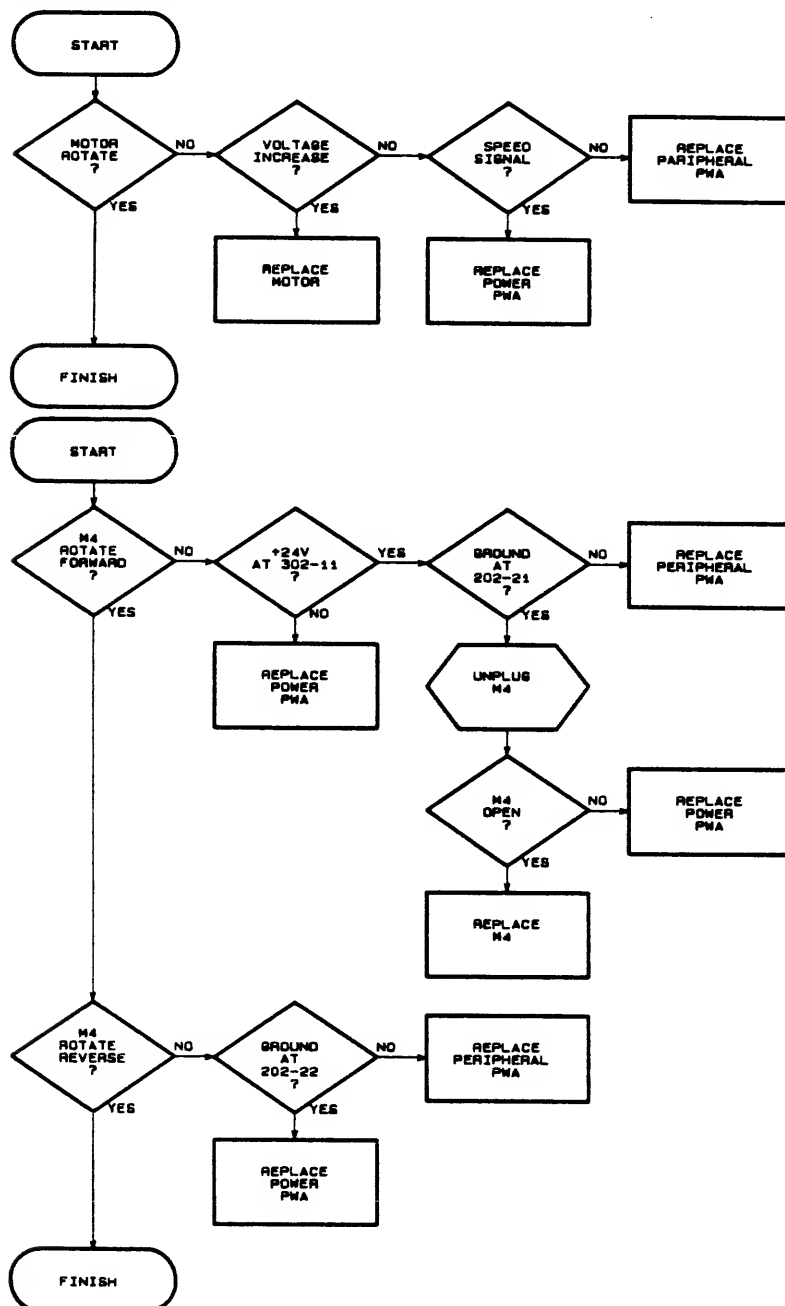 START
MOTOR
ROTATE
?
NO
VOLTAGE
INCREASE
?
NO
SPEED
SIGNAL
?
NO
REPLACE
PARIPHERAL
PWA
YES
YES
YES
REPLACE
MOTOR
REPLACE
POWER
PWA
FINISH
START
M4
ROTATE
FORWARD
?
NO
+24V
AT 302-11
?
YES
GROUND
AT
202-21
?
NO
REPLACE
PERIPHERAL
PWA
YES
NO
YES
REPLACE
POWER
PWA
UNPLUG
M4
M4
OPEN
?
NO
REPLACE
POWER
PWA
YES
REPLACE
M4
M4
ROTATE
REVERSE
?
NO
GROUND
AT
202-22
?
NO
REPLACE
PERIPHERAL
PWA
YES
YES
REPLACE
POWER
PWA
FINISH